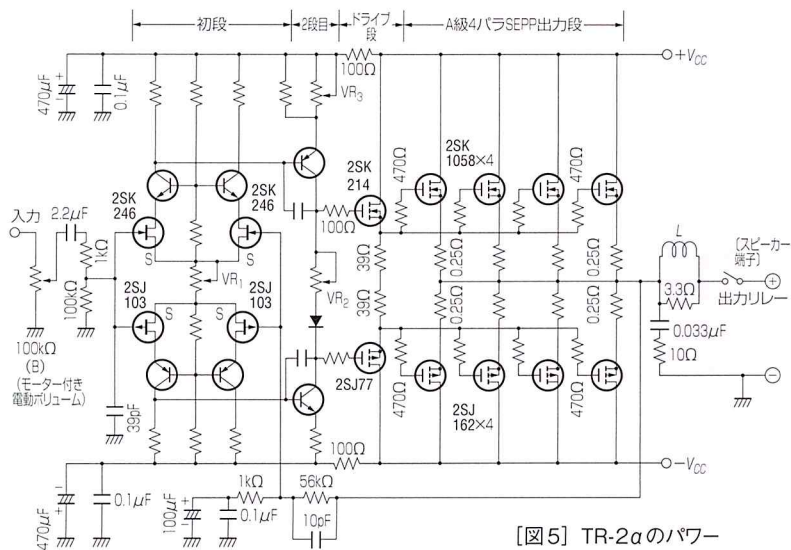 初段
2段目
ドライブ段
A級4パラSEPP出力段
+VCC
100Ω
470μF
0.1μF
VR3
2SK
214
2SK
1058×4
470Ω
470Ω
2SK
246
2SK
246
100Ω
入力
2.2μF
1kΩ
S
S
VR1
39Ω
0.25Ω
0.25Ω
L
〔スピーカー端子〕
出力リレー
+
3.3Ω
2SJ
103
2SJ
103
S
S
VR2
39Ω
0.25Ω
0.25Ω
0.033μF
10Ω
−
100kΩ
100kΩ
(B)
(モーター付き
電動ボリューム)
39pF
2SJ77
470Ω
2SJ
162×4
470Ω
100Ω
−VCC
470μF
0.1μF
100μF
1kΩ
0.1μF
56kΩ
10pF
[図5] TR-2αのパワー